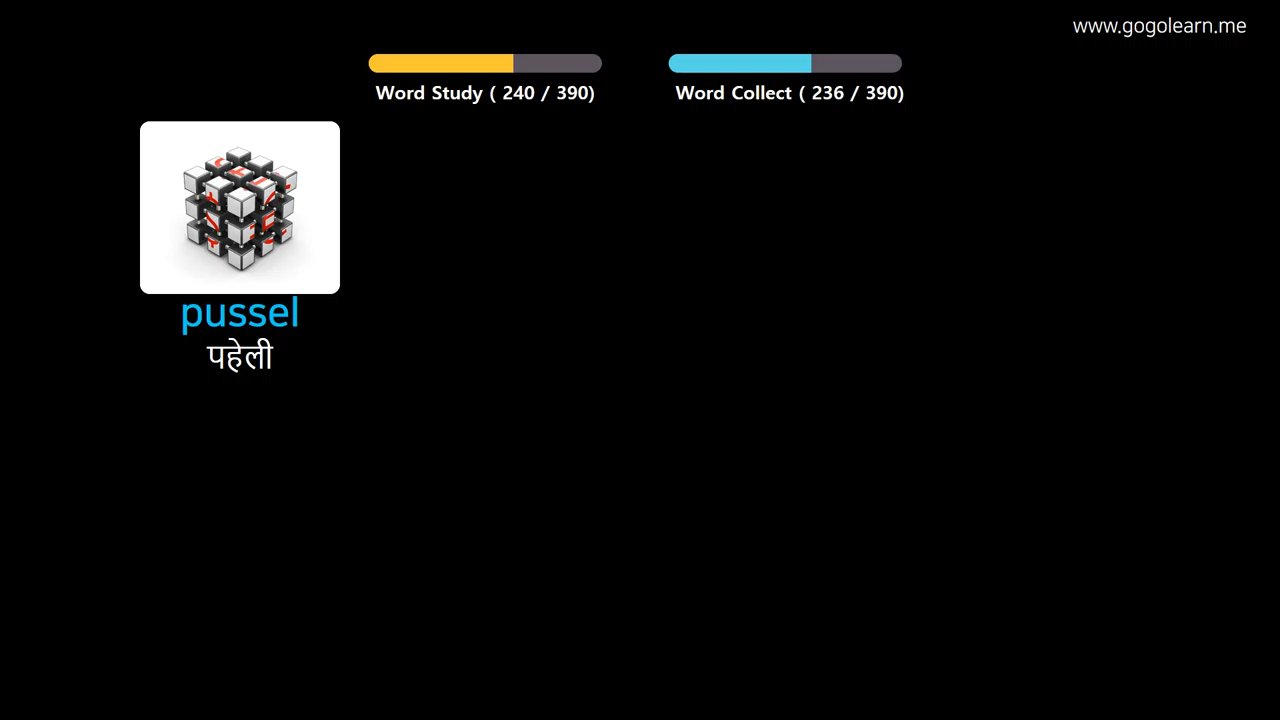 www.gogolearn.me
Word Study ( 240 / 390)
Word Collect ( 236 / 390)
pussel
पहेली